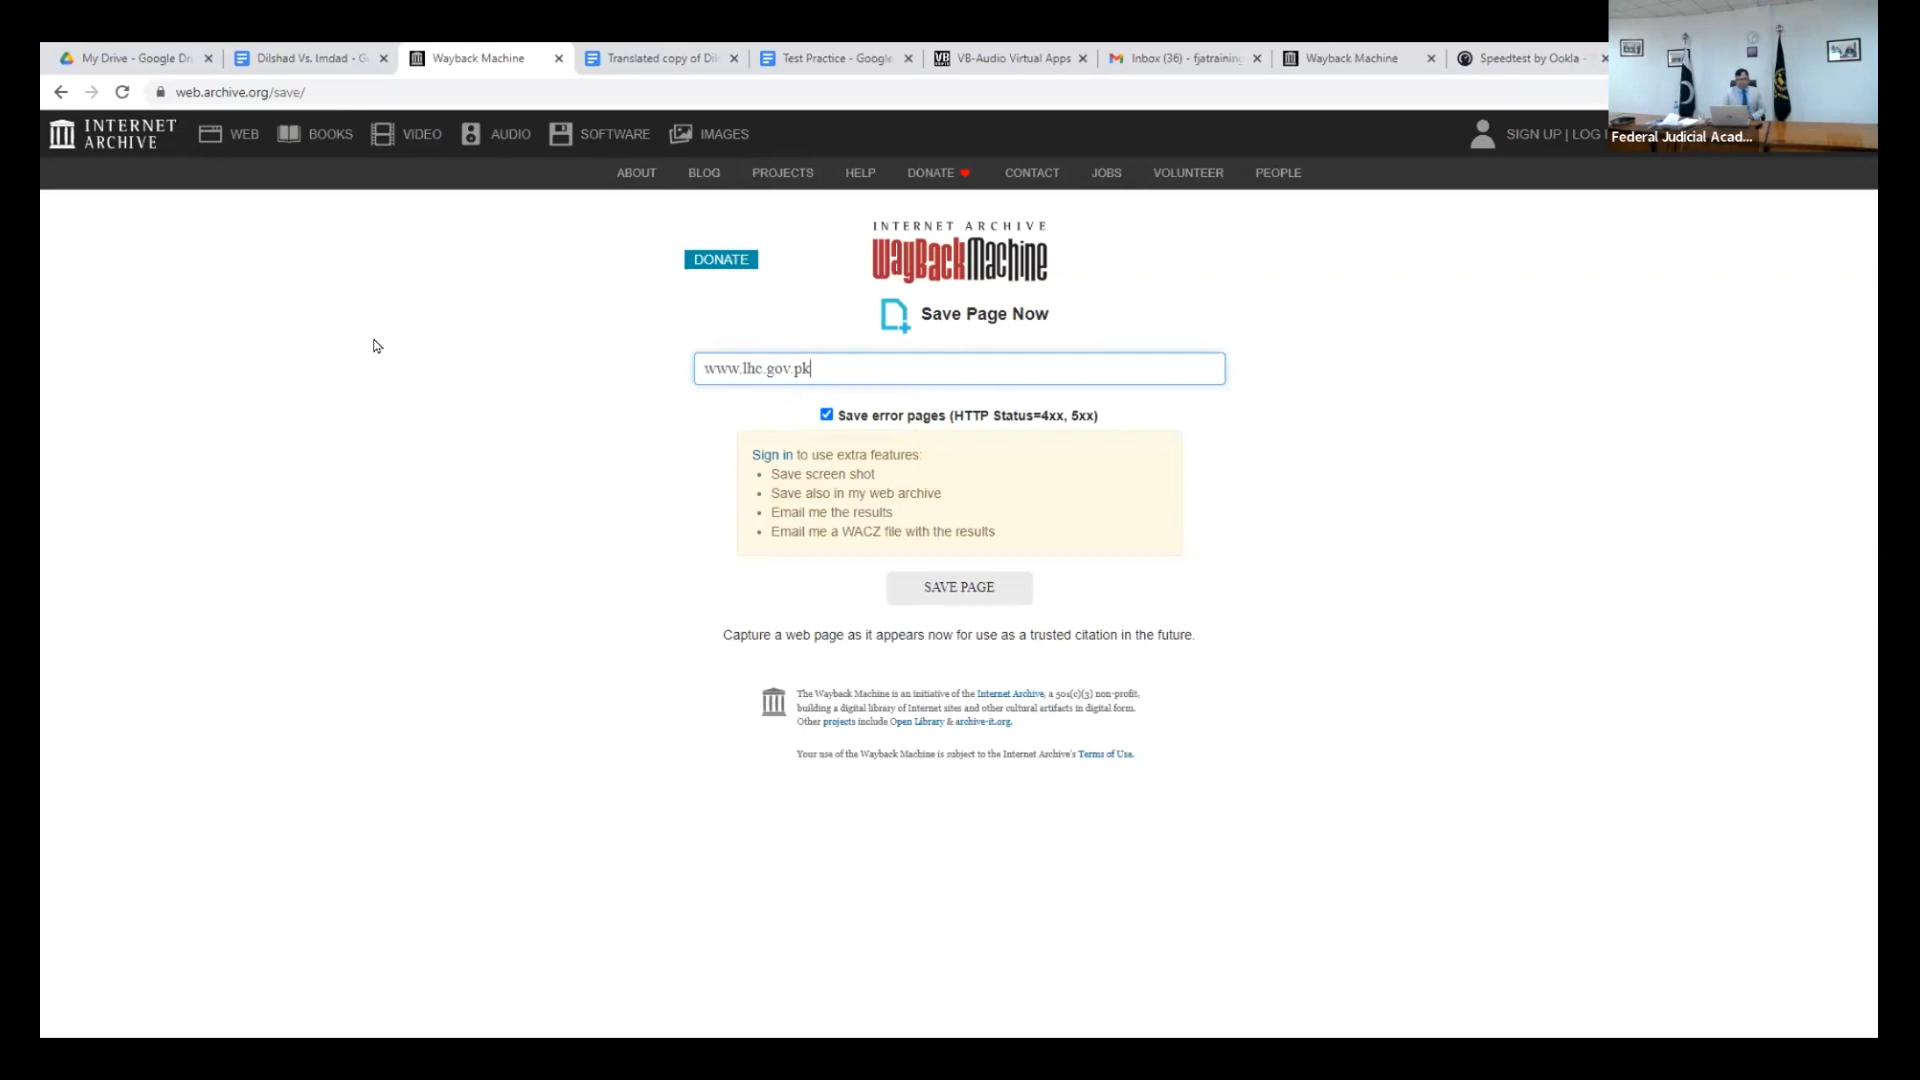 My Drive - Google Dr
Dilshad Vs. Imdad - G
Wayback Machine
Translated copy of Dil
Test Practice - Google
VB-Audio Virtual Apps
Inbox (36) - fjatraining
Wayback Machine
Speedtest by Ookla -
web.archive.org/save/
INTERNET ARCHIVE
WEB
BOOKS
VIDEO
AUDIO
SOFTWARE
IMAGES
SIGN UP | LOG I
Federal Judicial Acad...
ABOUT
BLOG
PROJECTS
HELP
DONATE
CONTACT
JOBS
VOLUNTEER
PEOPLE
INTERNET ARCHIVE
WayBackMachine
DONATE
Save Page Now
www.lhc.gov.pk
Save error pages (HTTP Status=4xx, 5xx)
Sign in to use extra features:
• Save screen shot
• Save also in my web archive
• Email me the results
• Email me a WACZ file with the results
SAVE PAGE
Capture a web page as it appears now for use as a trusted citation in the future.
The Wayback Machine is an initiative of the Internet Archive, a 501(c)(3) non-profit,
building a digital library of Internet sites and other cultural artifacts in digital form.
Other projects include Open Library & archive-it.org.
Your use of the Wayback Machine is subject to the Internet Archive's Terms of Use.